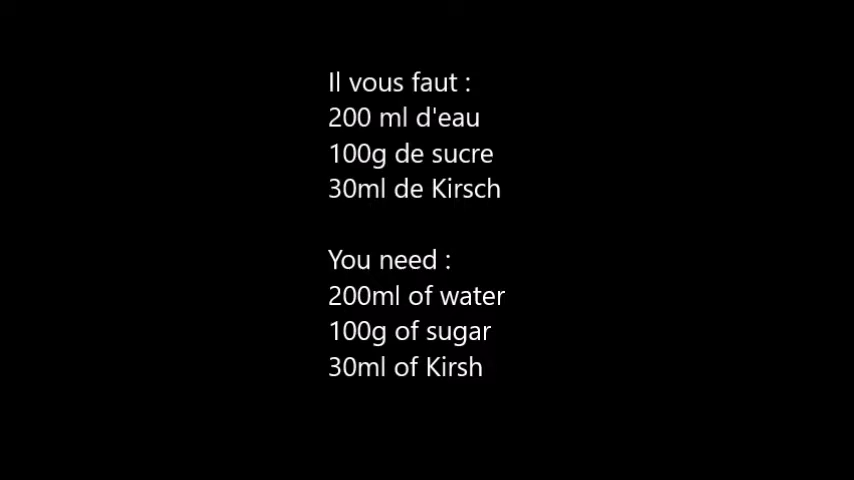 Il vous faut :
200 ml d'eau
100g de sucre
30ml de Kirsch
You need :
200ml of water
100g of sugar
30ml of Kirsh